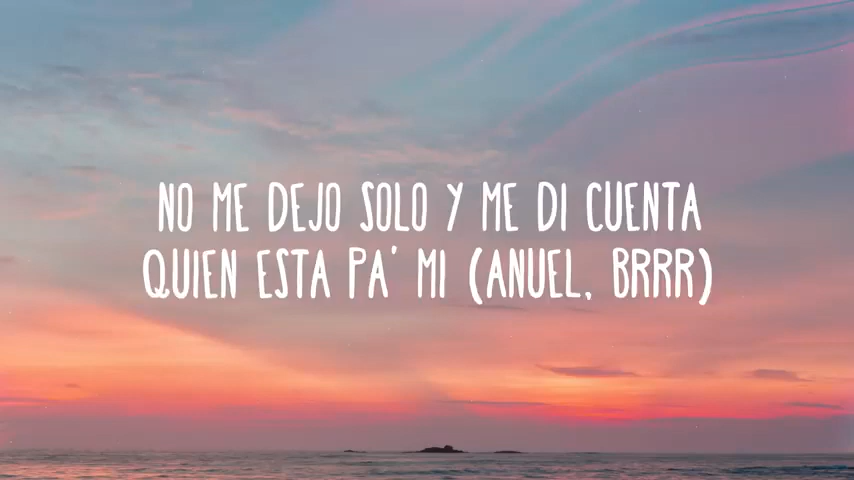 NO ME DEJO SOLO Y ME DI CUENTA
QUIEN ESTA PA' MI (ANUEL, BRRR)